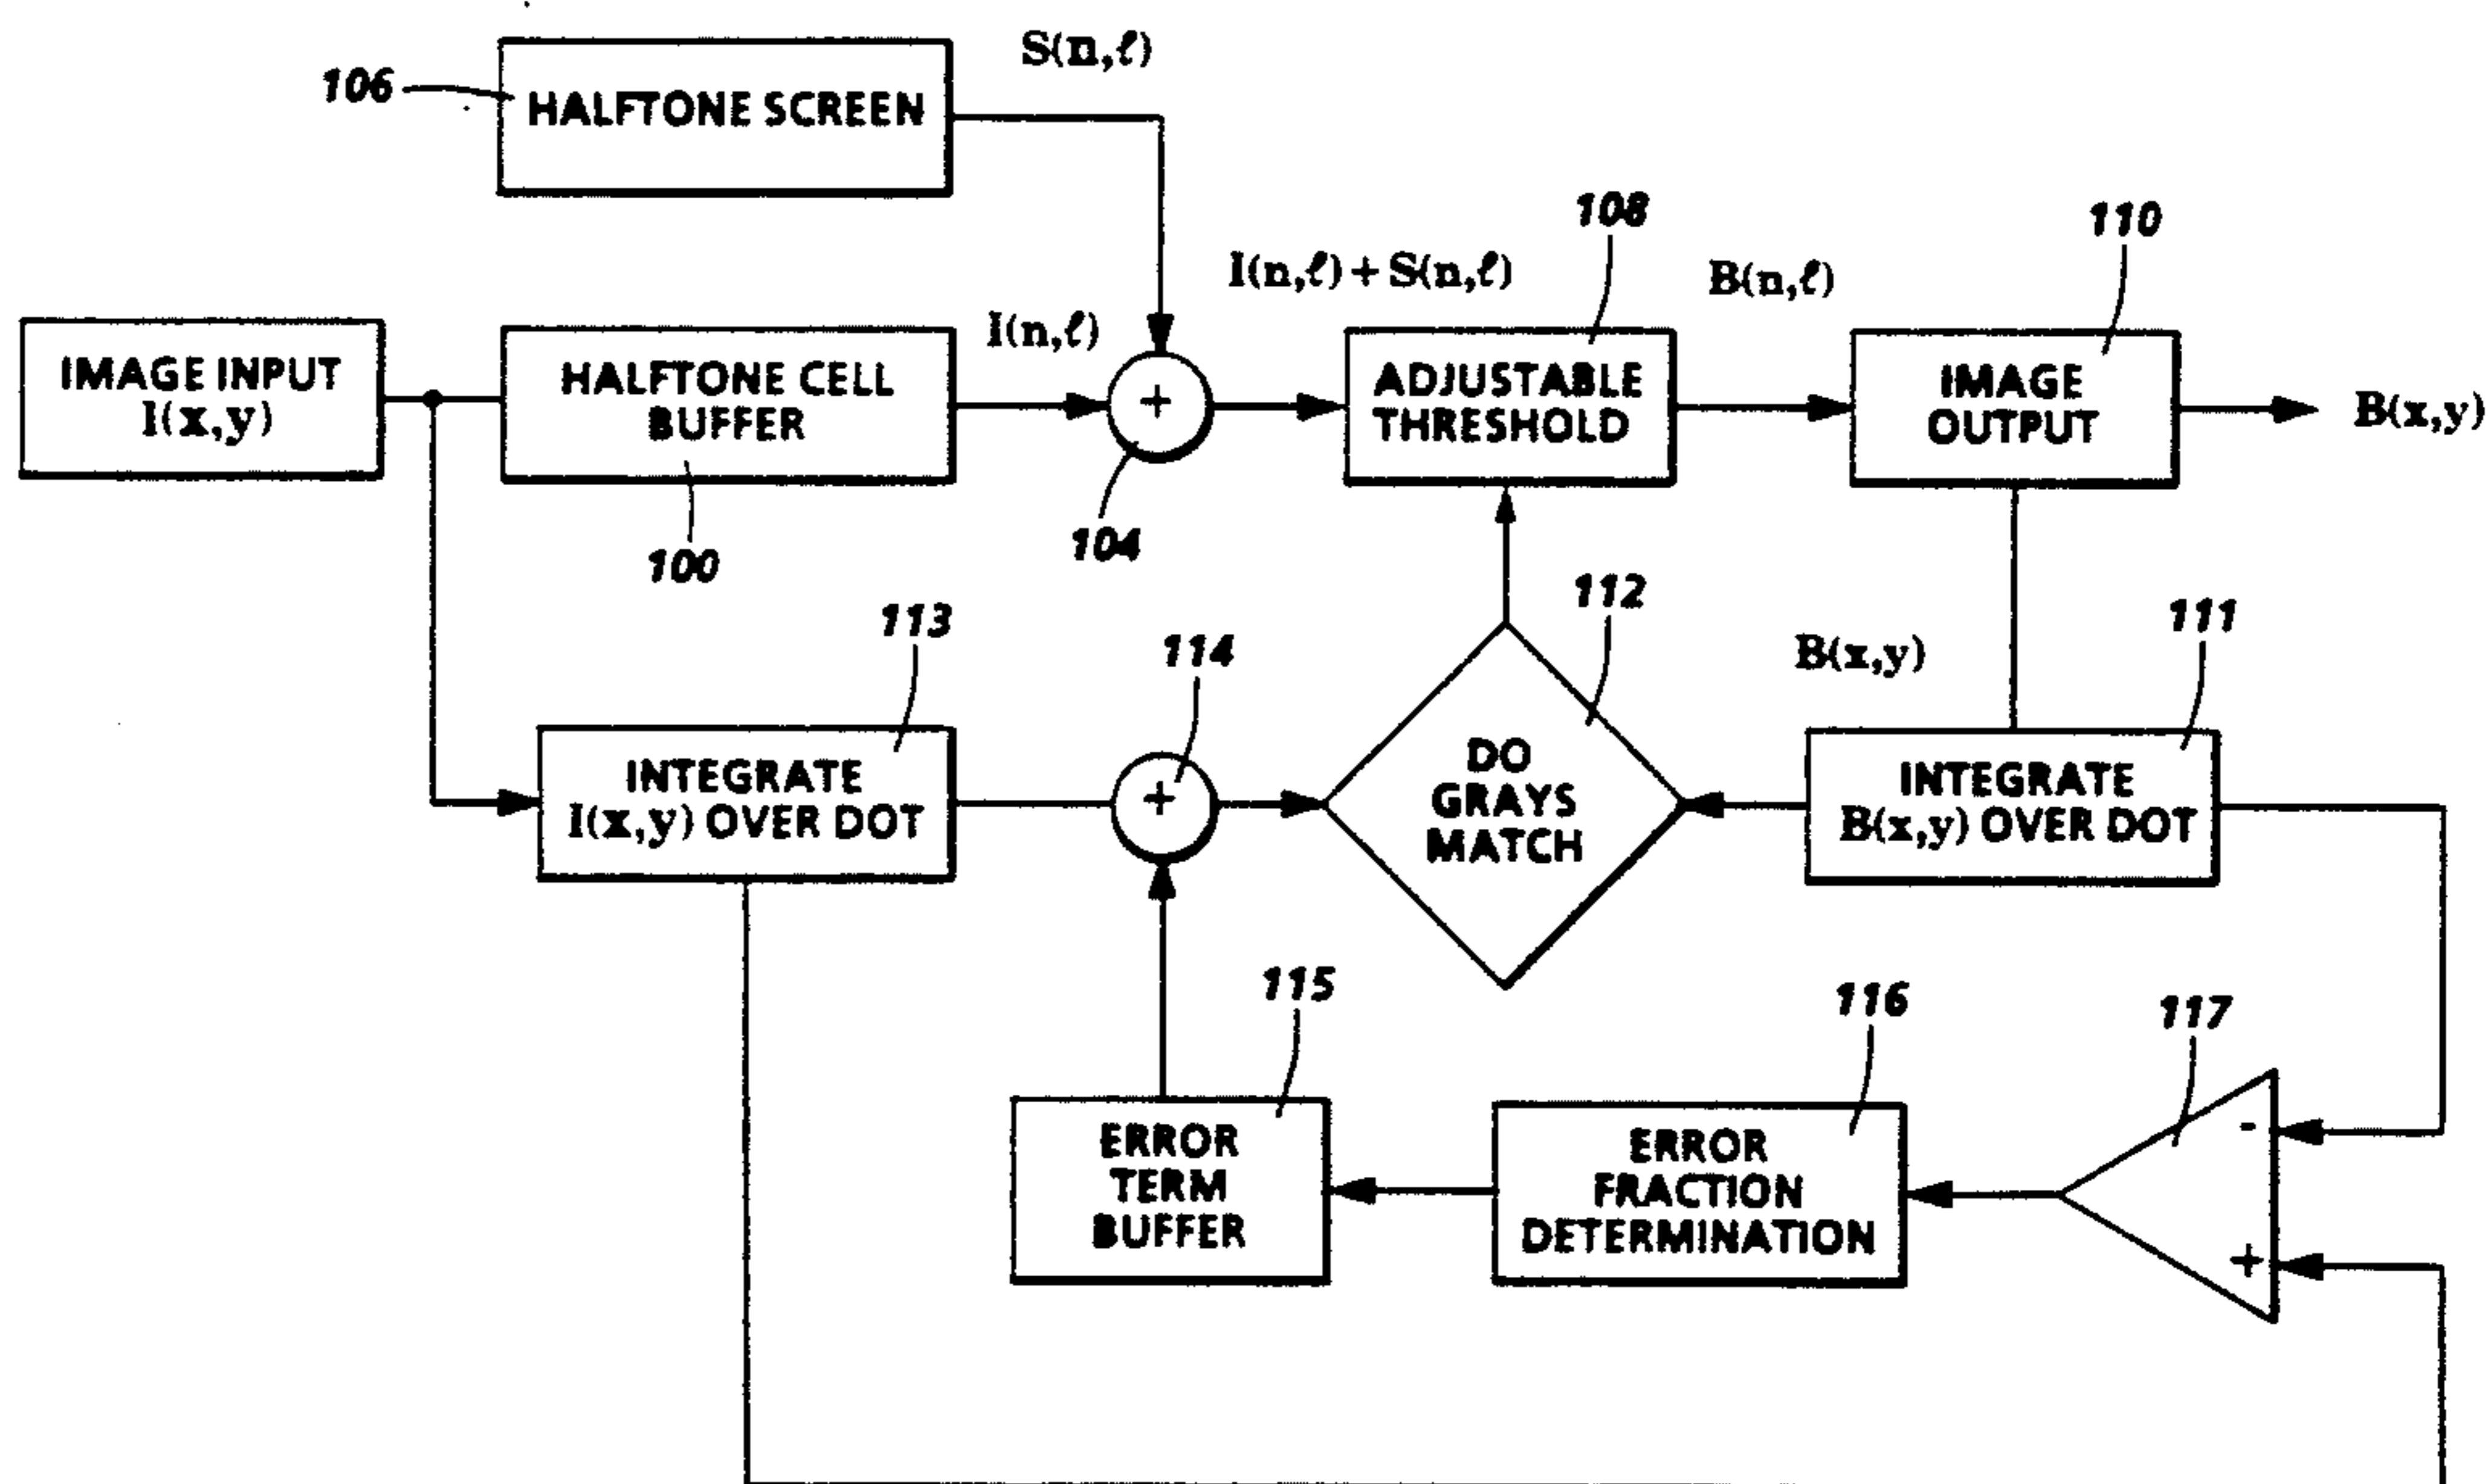 S(n,ℓ)
106
HALFTONE SCREEN
108
110
I(n,ℓ) + S(n,ℓ)
B(n,ℓ)
I(n,ℓ)
IMAGE INPUT
I(x,y)
HALFTONE CELL
BUFFER
+
ADJUSTABLE
THRESHOLD
IMAGE
OUTPUT
B(x,y)
104
100
112
113
114
111
B(x,y)
INTEGRATE
I(x,y) OVER DOT
+
DO
GRAYS
MATCH
INTEGRATE
B(x,y) OVER DOT
115
116
117
ERROR
TERM
BUFFER
ERROR
FRACTION
DETERMINATION
-
+